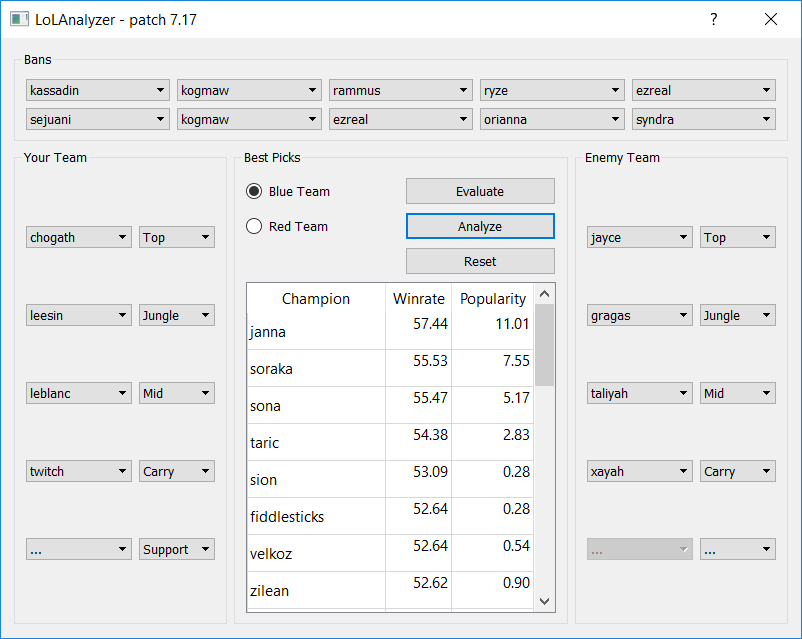 LoLAnalyzer - patch 7.17 ?
Bans
kassadin kogmaw rammus ryze ezreal
sejuani kogmaw ezreal orianna syndra
Your Team
chogath Top
leesin Jungle
leblanc Mid
twitch Carry
... Support
Best Picks
Blue Team Evaluate
Red Team Analyze
Reset
Champion Winrate Popularity
janna 57.44 11.01
soraka 55.53 7.55
sona 55.47 5.17
taric 54.38 2.83
sion 53.09 0.28
fiddlesticks 52.64 0.28
velkoz 52.64 0.54
zilean 52.62 0.90
Enemy Team
jayce Top
gragas Jungle
taliyah Mid
xayah Carry
... ...